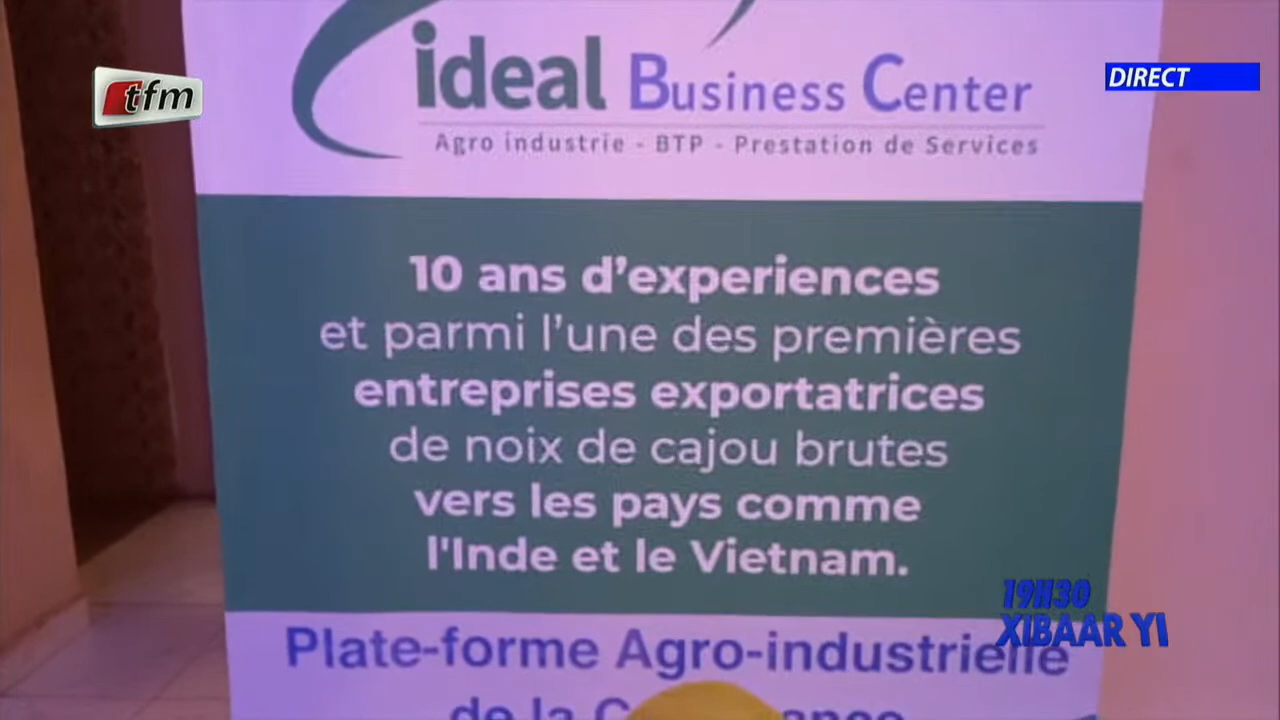 tfm
DIRECT
ideal Business Center
Agro industrie - BTP - Prestation de Services
10 ans d'experiences
et parmi l'une des premières
entreprises exportatrices
de noix de cajou brutes
vers les pays comme
l'Inde et le Vietnam.
19H30
XIBAAR YI
Plate-forme Agro-industrielle
de la